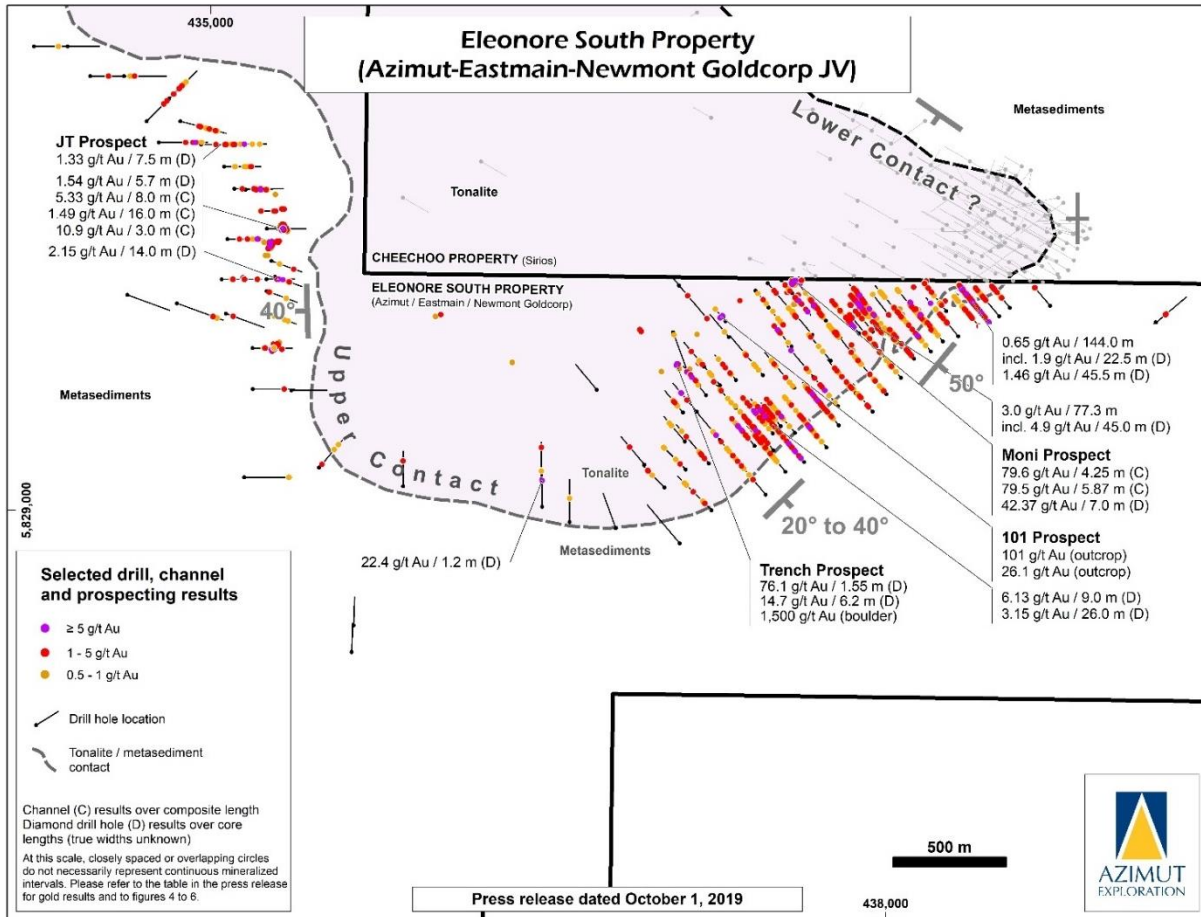 435,000
Eleonore South Property
(Azimut-Eastmain-Newmont Goldcorp JV)
Metasediments
Lower Contact ?
JT Prospect
1.33 g/t Au / 7.5 m (D)
1.54 g/t Au / 5.7 m (D)
5.33 g/t Au / 8.0 m (C)
1.49 g/t Au / 16.0 m (C)
10.9 g/t Au / 3.0 m (C)
2.15 g/t Au / 14.0 m (D)
Tonalite
CHEECHOO PROPERTY (Sirios)
ELEONORE SOUTH PROPERTY
(Azimut / Eastmain / Newmont Goldcorp)
40°
Metasediments
Upper Contact
Tonalite
Metasediments
50°
20° to 40°
0.65 g/t Au / 144.0 m
incl. 1.9 g/t Au / 22.5 m (D)
1.46 g/t Au / 45.5 m (D)
3.0 g/t Au / 77.3 m
incl. 4.9 g/t Au / 45.0 m (D)
Moni Prospect
79.6 g/t Au / 4.25 m (C)
79.5 g/t Au / 5.87 m (C)
42.37 g/t Au / 7.0 m (D)
101 Prospect
101 g/t Au (outcrop)
26.1 g/t Au (outcrop)
6.13 g/t Au / 9.0 m (D)
3.15 g/t Au / 26.0 m (D)
Trench Prospect
76.1 g/t Au / 1.55 m (D)
14.7 g/t Au / 6.2 m (D)
1,500 g/t Au (boulder)
22.4 g/t Au / 1.2 m (D)
5,829,000
Selected drill, channel
and prospecting results
≥ 5 g/t Au
1 - 5 g/t Au
0.5 - 1 g/t Au
Drill hole location
Tonalite / metasediment
contact
Channel (C) results over composite length
Diamond drill hole (D) results over core
lengths (true widths unknown)
At this scale, closely spaced or overlapping circles
do not necessarily represent continuous mineralized
intervals. Please refer to the table in the press release
for gold results and to figures 4 to 6.
Press release dated October 1, 2019
500 m
438,000
AZIMUT
EXPLORATION